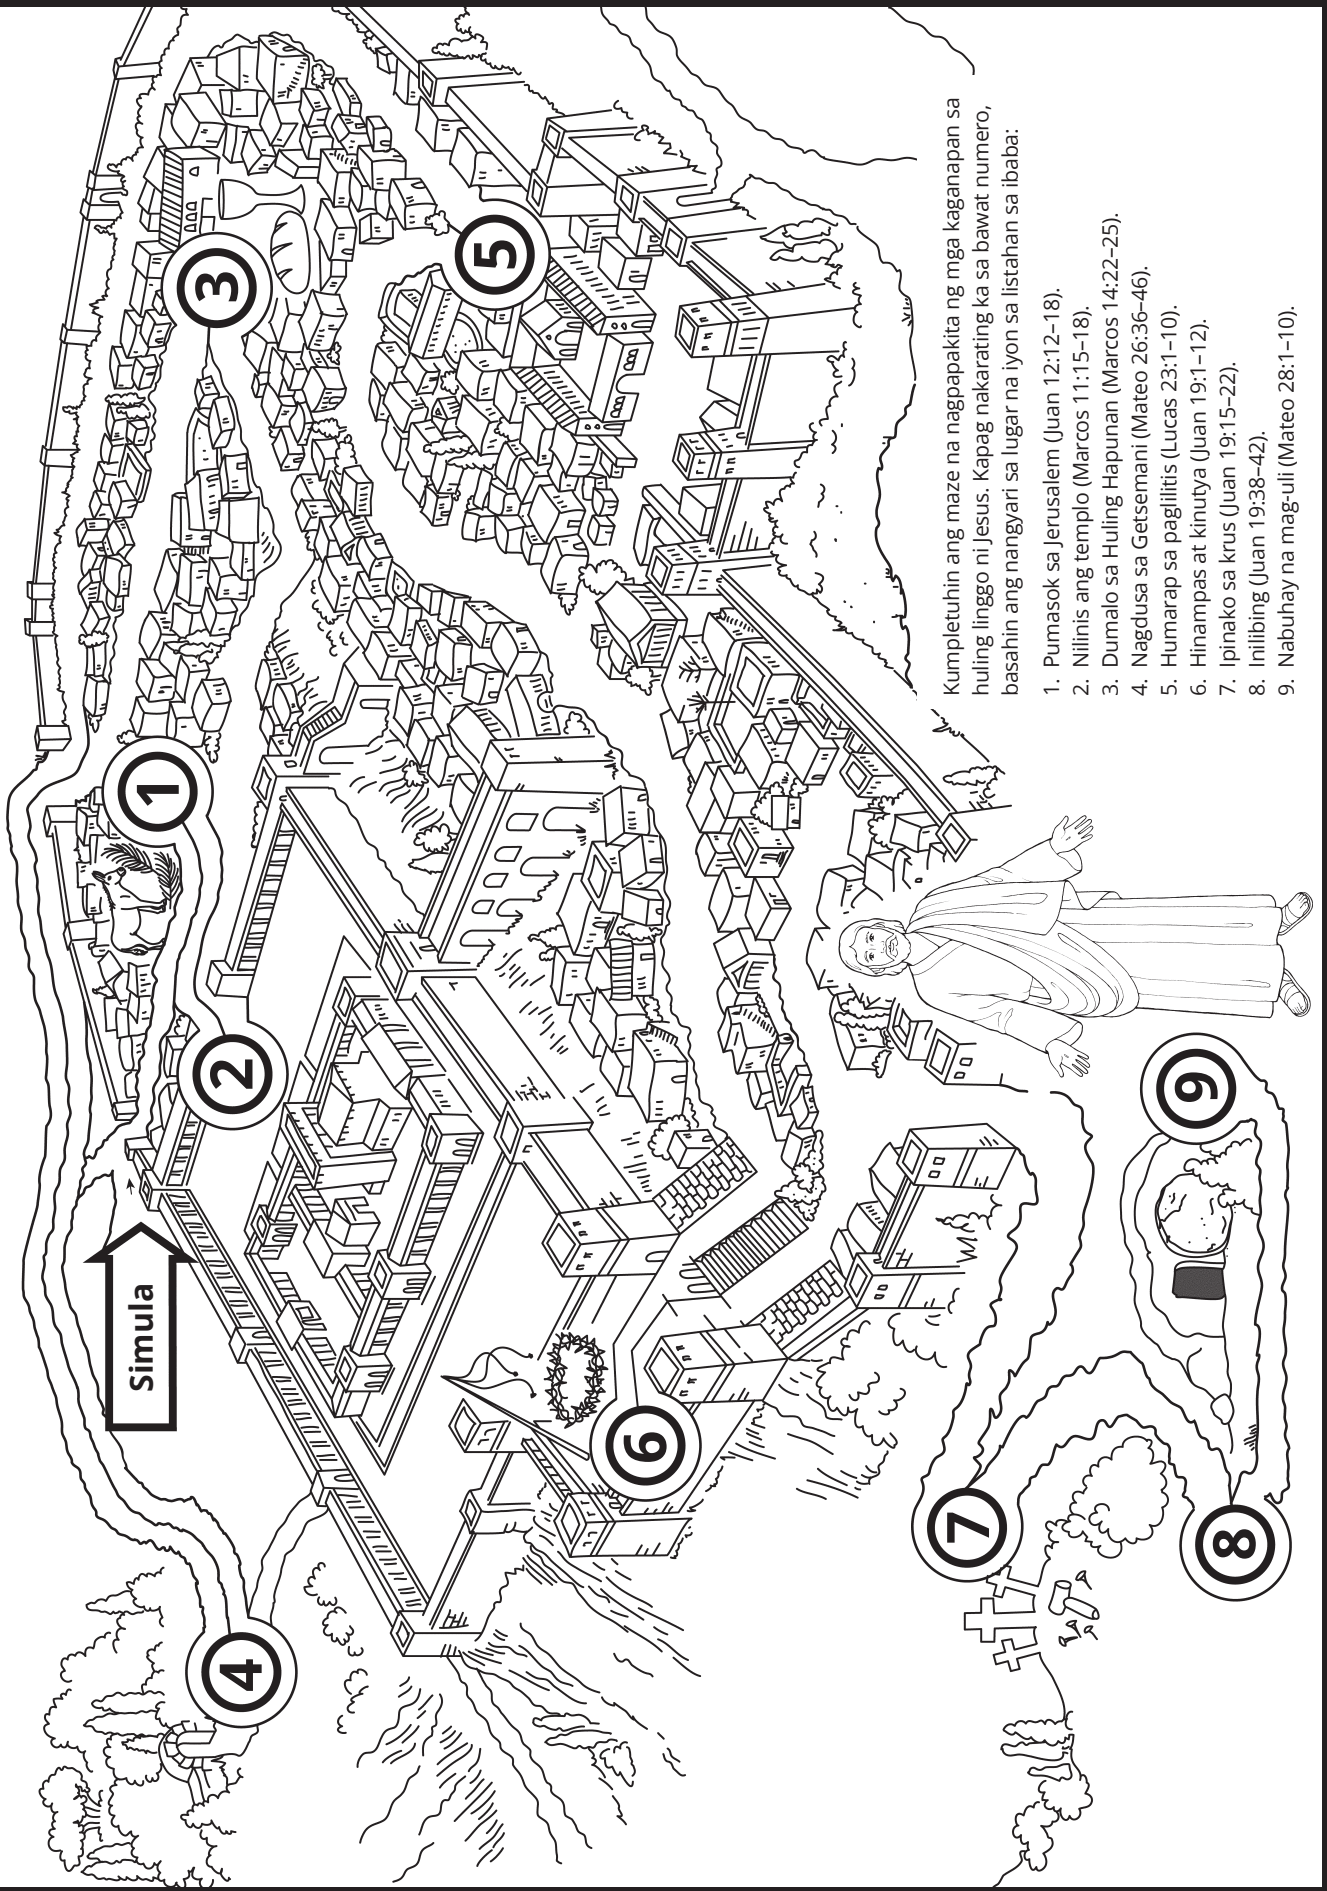 Simula
1
2
3
4
5
6
7
8
9
Kumpletuhin ang maze na nagpapakita ng mga kaganapan sa
huling linggo ni Jesus. Kapag nakarating ka sa bawat numero,
basahin ang nangyari sa lugar na iyon sa listahan sa ibaba:
1. Pumasok sa Jerusalem (Juan 12:12–18).
2. Nilinis ang templo (Marcos 11:15–18).
3. Dumalo sa Huling Hapunan (Marcos 14:22–25).
4. Nagdusa sa Getsemani (Mateo 26:36–46).
5. Humarap sa paglilitis (Lucas 23:1–10).
6. Hinampas at kinutya (Juan 19:1–12).
7. Ipinako sa krus (Juan 19:15–22).
8. Inilibing (Juan 19:38–42).
9. Nabuhay na mag-uli (Mateo 28:1–10).